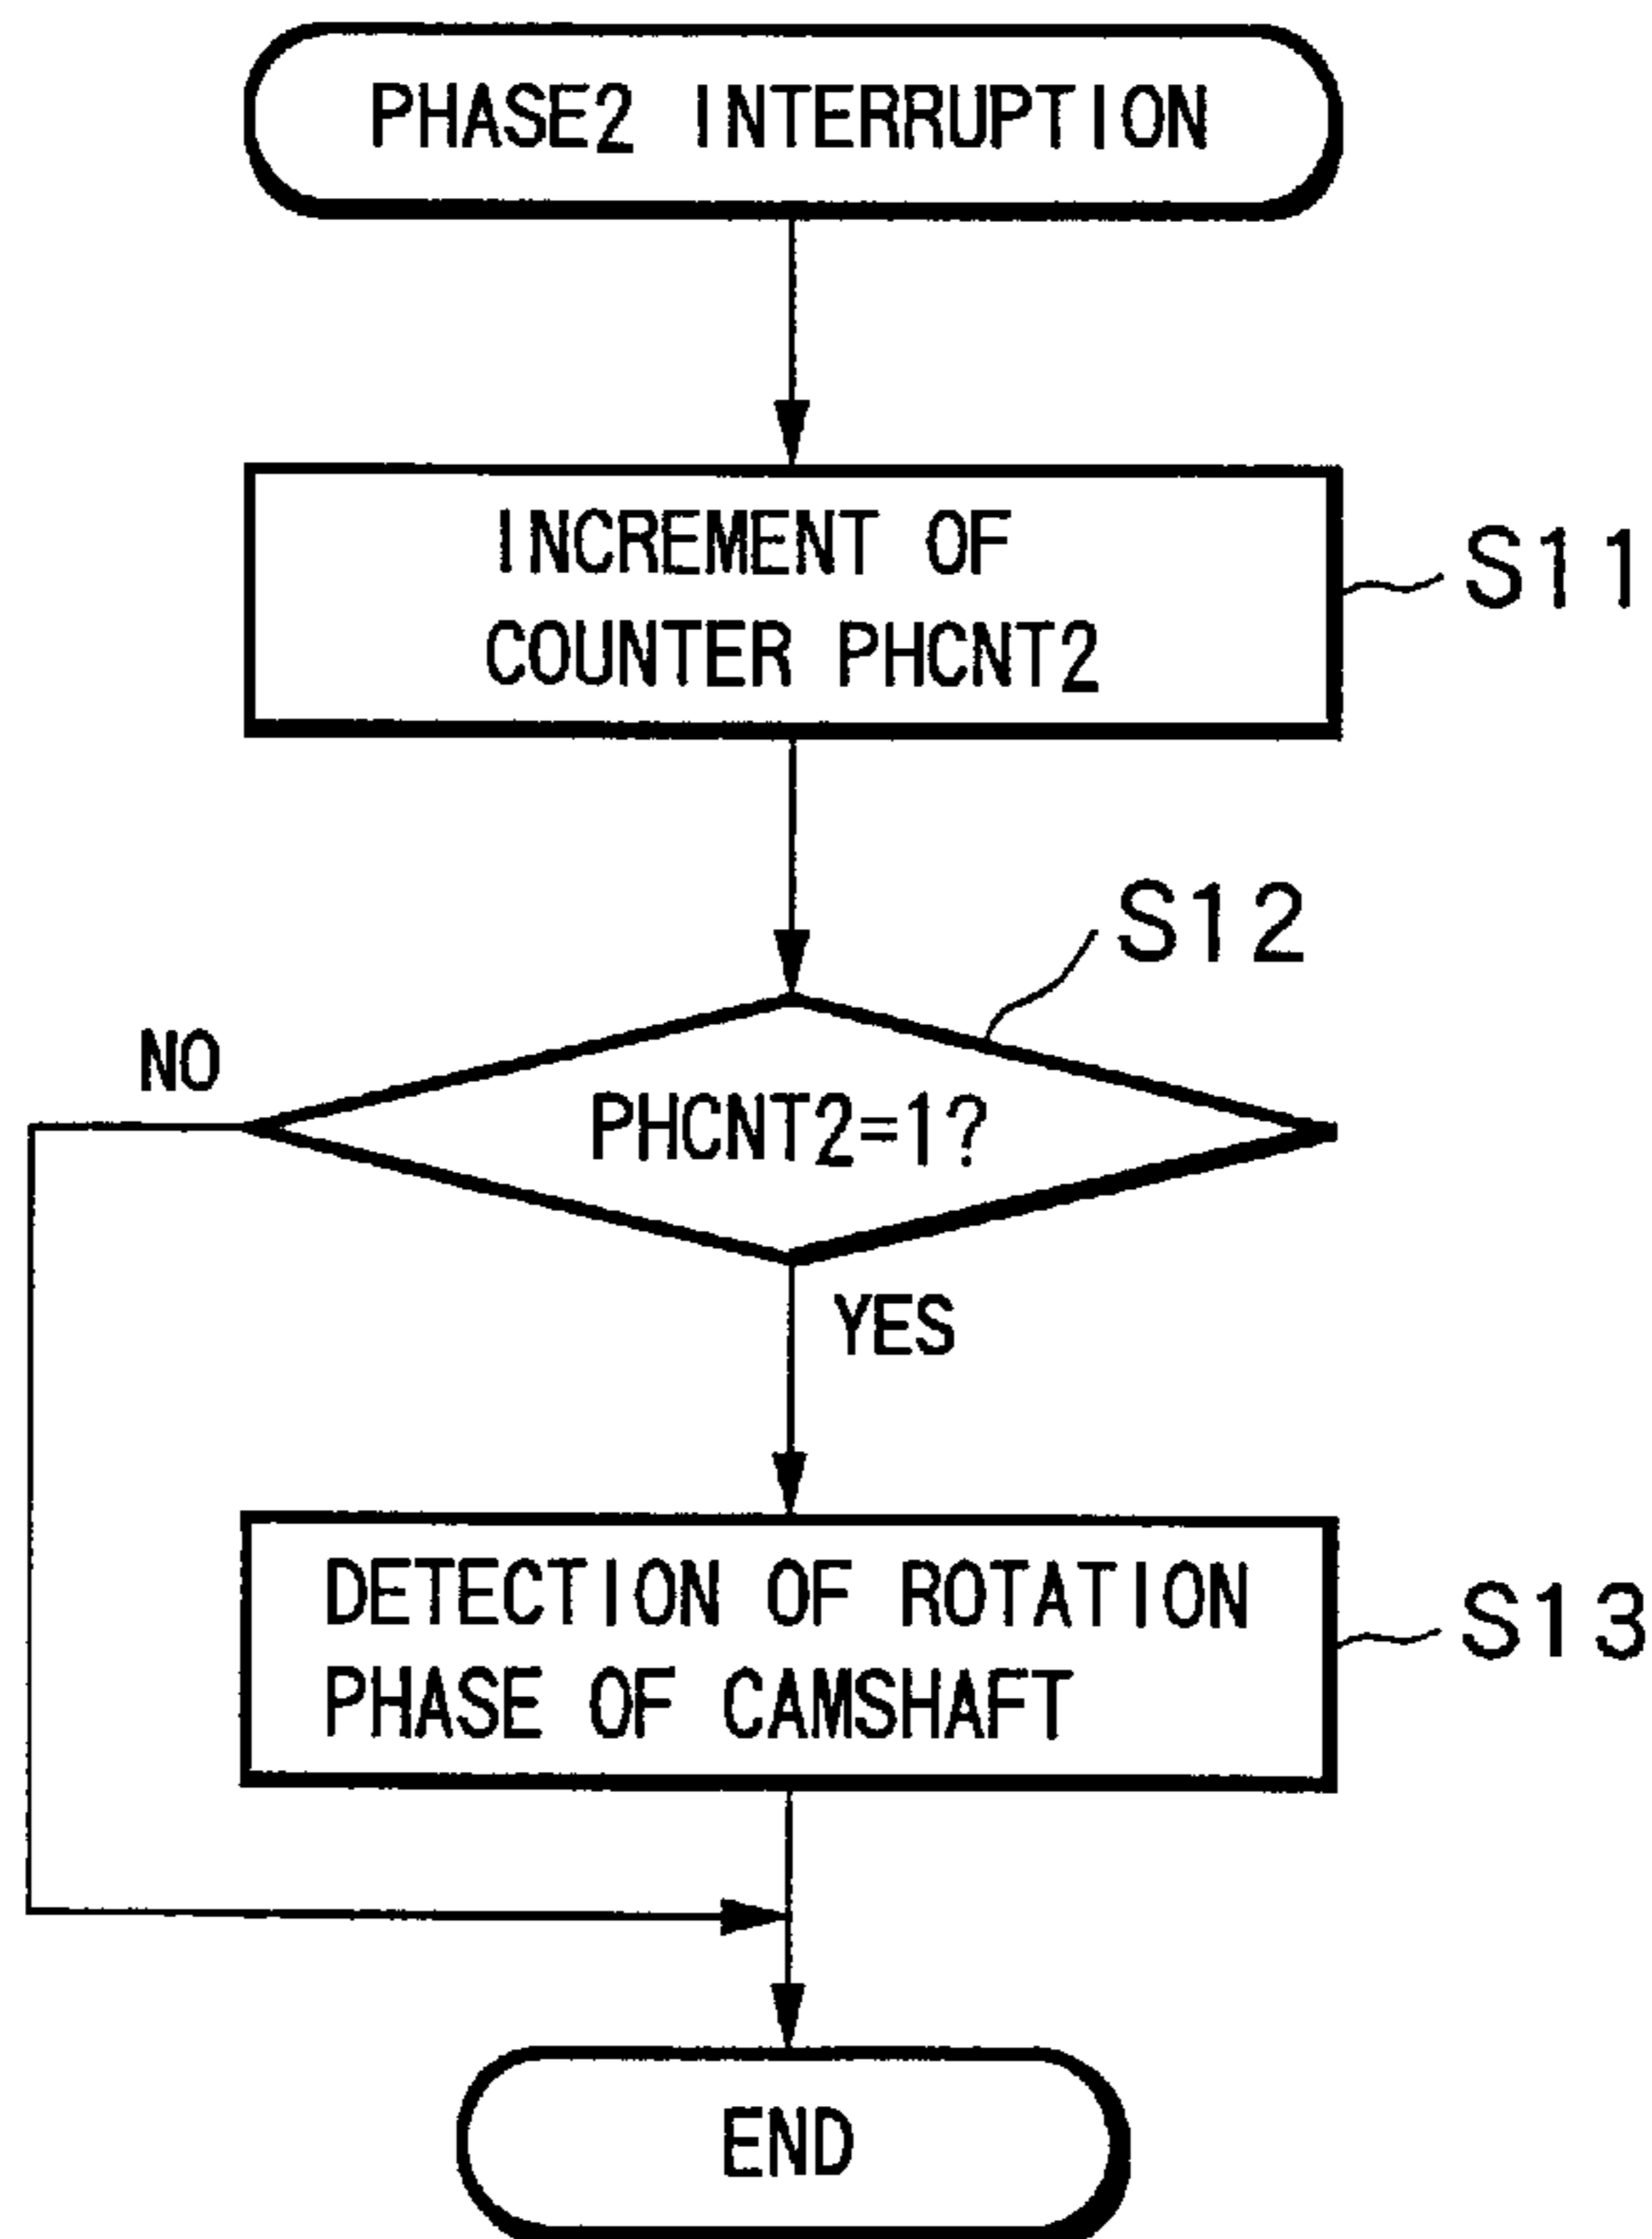 PHASE2 INTERRUPTION
INCREMENT OF
COUNTER PHCNT2
S11
S12
NO
PHCNT2=1?
YES
DETECTION OF ROTATION
PHASE OF CAMSHAFT
S13
END